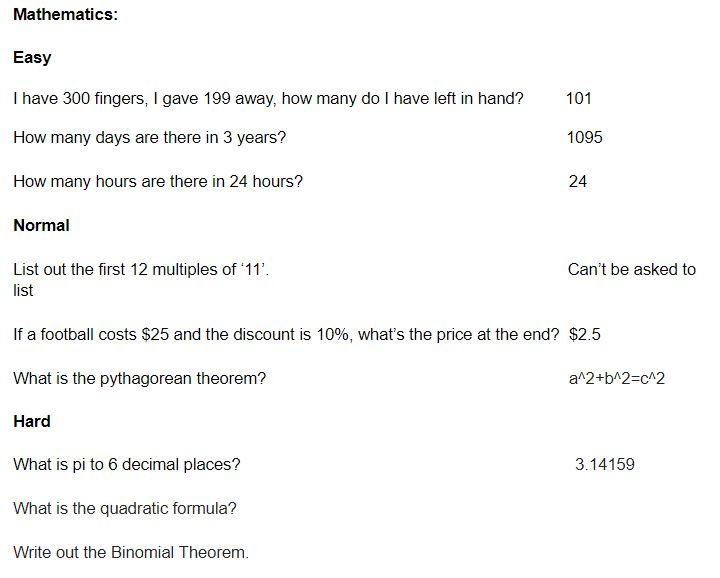 Mathematics:
Easy
I have 300 fingers, I gave 199 away, how many do I have left in hand? 101
How many days are there in 3 years? 1095
How many hours are there in 24 hours? 24
Normal
List out the first 12 multiples of ‘11’. Can’t be asked to
list
If a football costs $25 and the discount is 10%, what’s the price at the end? $2.5
What is the pythagorean theorem? a^2+b^2=c^2
Hard
What is pi to 6 decimal places? 3.14159
What is the quadratic formula?
Write out the Binomial Theorem.